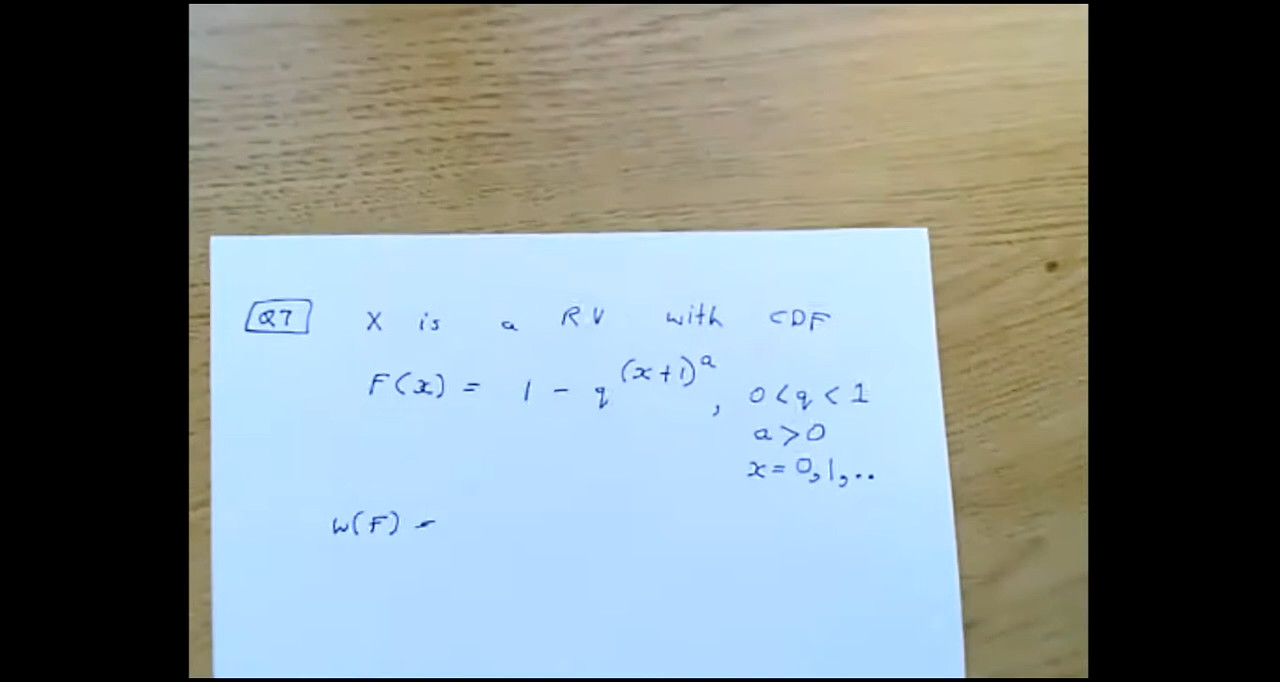 Q7 X is a RV with CDF
F(x) = 1 - q^(x+1)^a, 0<q<1
a>0
x=0,1,..
w(F) =